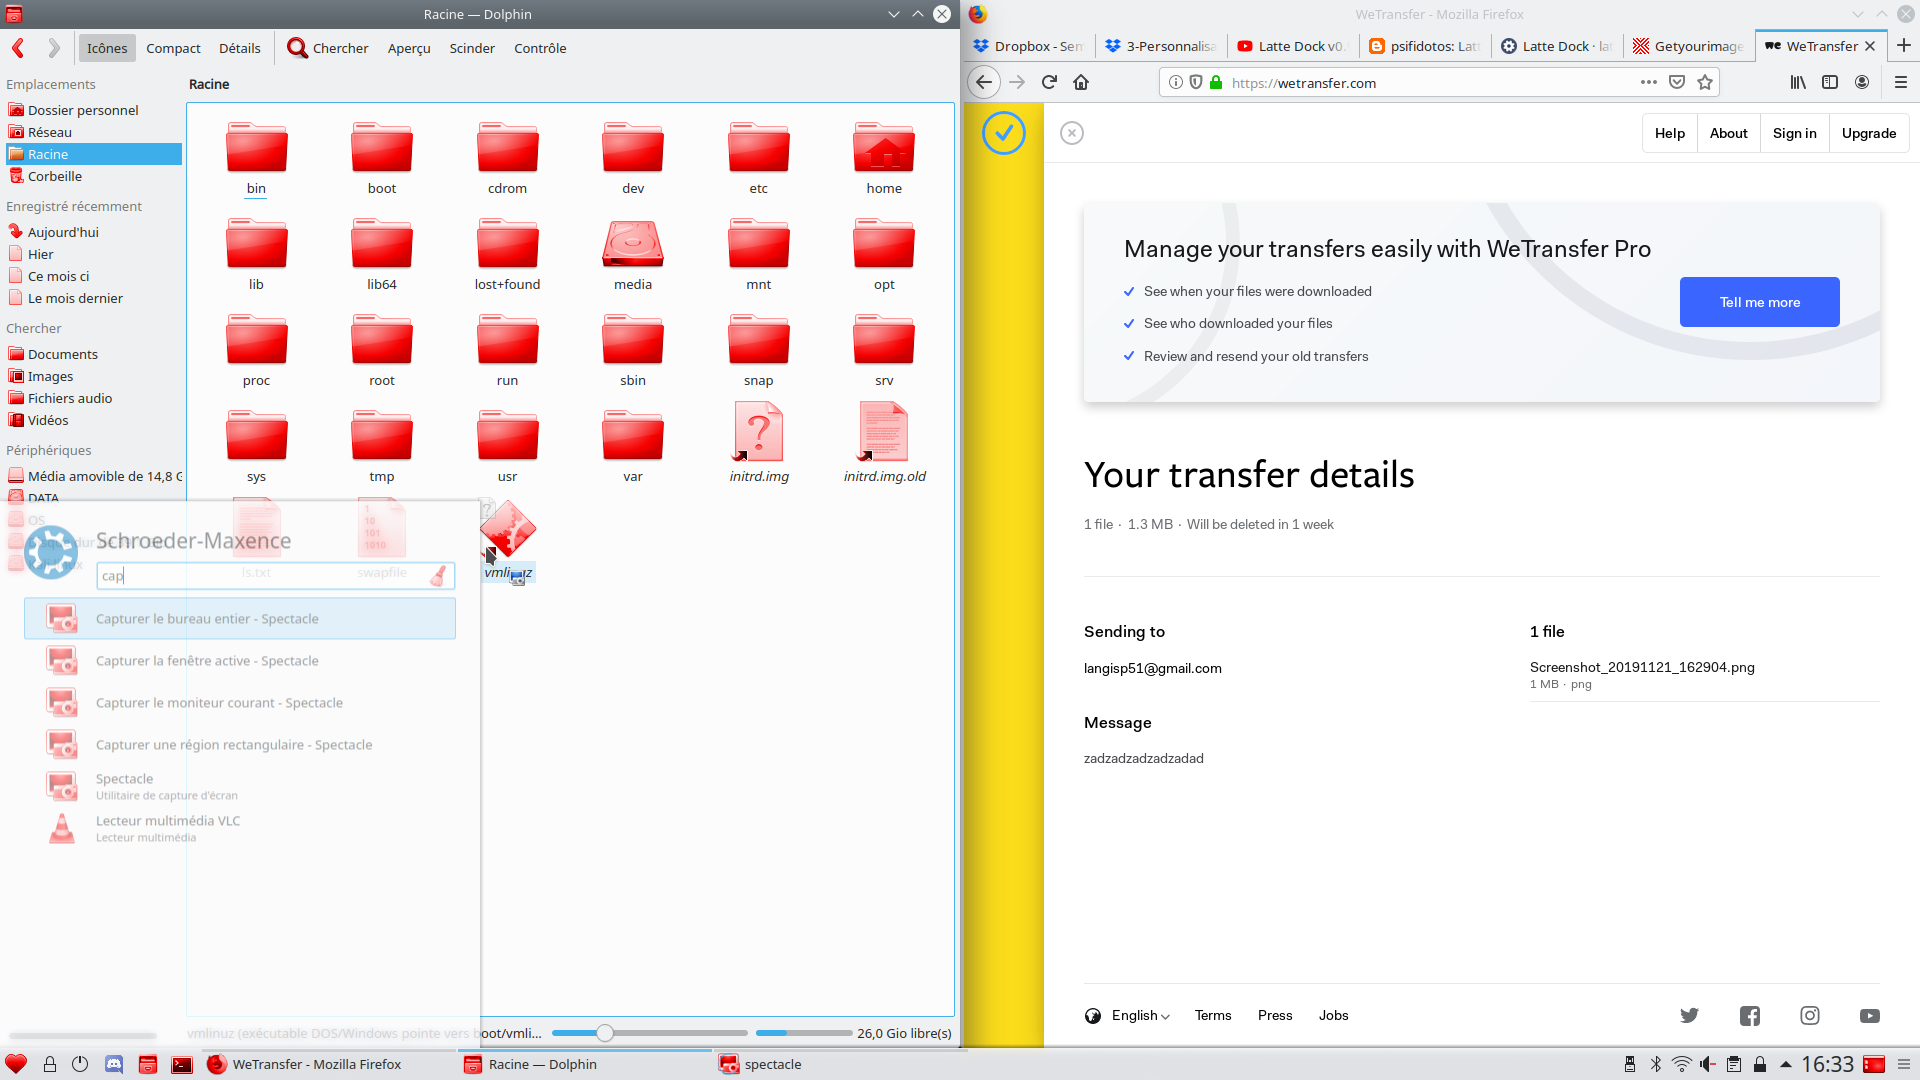 Racine — Dolphin
Icônes Compact Détails Chercher Aperçu Scinder Contrôle
Emplacements
Dossier personnel
Réseau
Racine
Corbeille
Enregistré récemment
Aujourd'hui
Hier
Ce mois ci
Le mois dernier
Chercher
Documents
Images
Fichiers audio
Vidéos
Périphériques
Média amovible de 14,8 G
DATA
OS
Racine
bin boot cdrom dev etc home
lib lib64 lost+found media mnt opt
proc root run sbin snap srv
sys tmp usr var initrd.img initrd.img.old
ls.txt swapfile
Schroeder-Maxence
cap
Capturer le bureau entier - Spectacle
Capturer la fenêtre active - Spectacle
Capturer le moniteur courant - Spectacle
Capturer une région rectangulaire - Spectacle
Spectacle
Utilitaire de capture d'écran
Lecteur multimédia VLC
Lecteur multimédia
vmlinuz (exécutable DOS/Windows pointe vers boot/vmli... 26,0 Gio libre(s)
WeTransfer - Mozilla Firefox
Dropbox - Sem 3-Personnalisa Latte Dock v0. psifidotos: Latt Latte Dock · lat Getyourimage WeTransfer
https://wetransfer.com
Help About Sign in Upgrade
Manage your transfers easily with WeTransfer Pro
See when your files were downloaded
See who downloaded your files
Review and resend your old transfers
Tell me more
Your transfer details
1 file · 1.3 MB · Will be deleted in 1 week
Sending to
langisp51@gmail.com
Message
zadzadzadzadzadad
1 file
Screenshot_20191121_162904.png
1 MB · png
English Terms Press Jobs
WeTransfer - Mozilla Firefox Racine — Dolphin spectacle 16:33